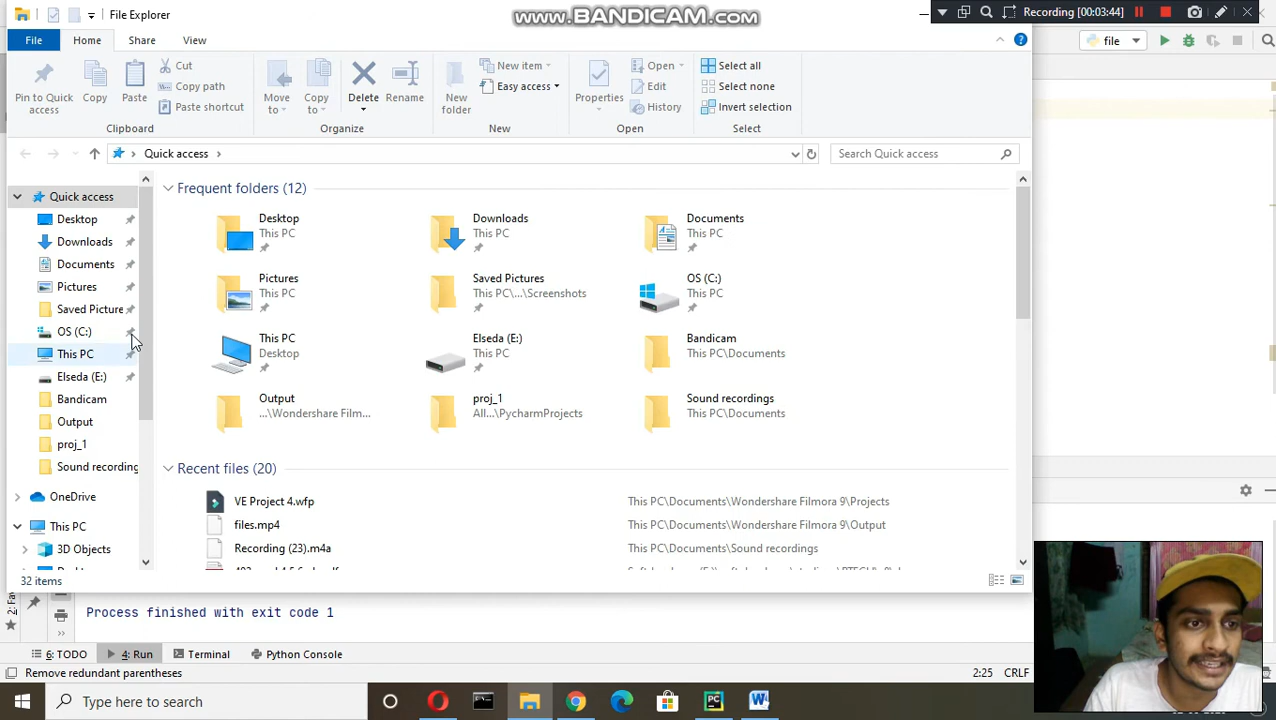 File Explorer
www.BANDICAM.com
Recording [00:03:44]
File
Home
Share
View
file
Pin to Quick access
Copy
Paste
Cut
Copy path
Paste shortcut
Clipboard
Move to
Copy to
Delete
Rename
Organize
New folder
New item
Easy access
New
Properties
Open
Edit
History
Open
Select all
Select none
Invert selection
Select
Quick access
Search Quick access
Quick access
Desktop
Downloads
Documents
Pictures
Saved Picture
OS (C:)
This PC
Elseda (E:)
Bandicam
Output
proj_1
Sound recording
OneDrive
This PC
3D Objects
Frequent folders (12)
Desktop
This PC
Downloads
This PC
Documents
This PC
Pictures
This PC
Saved Pictures
This PC\...\Screenshots
OS (C:)
This PC
This PC
Desktop
Elseda (E:)
This PC
Bandicam
This PC\Documents
Output
...\Wondershare Film...
proj_1
All...\PycharmProjects
Sound recordings
This PC\Documents
Recent files (20)
VE Project 4.wfp This PC\Documents\Wondershare Filmora 9\Projects
files.mp4 This PC\Documents\Wondershare Filmora 9\Output
Recording (23).m4a This PC\Documents\Sound recordings
32 items
Process finished with exit code 1
6: TODO
4: Run
Terminal
Python Console
Remove redundant parentheses
2:25
CRLF
Type here to search